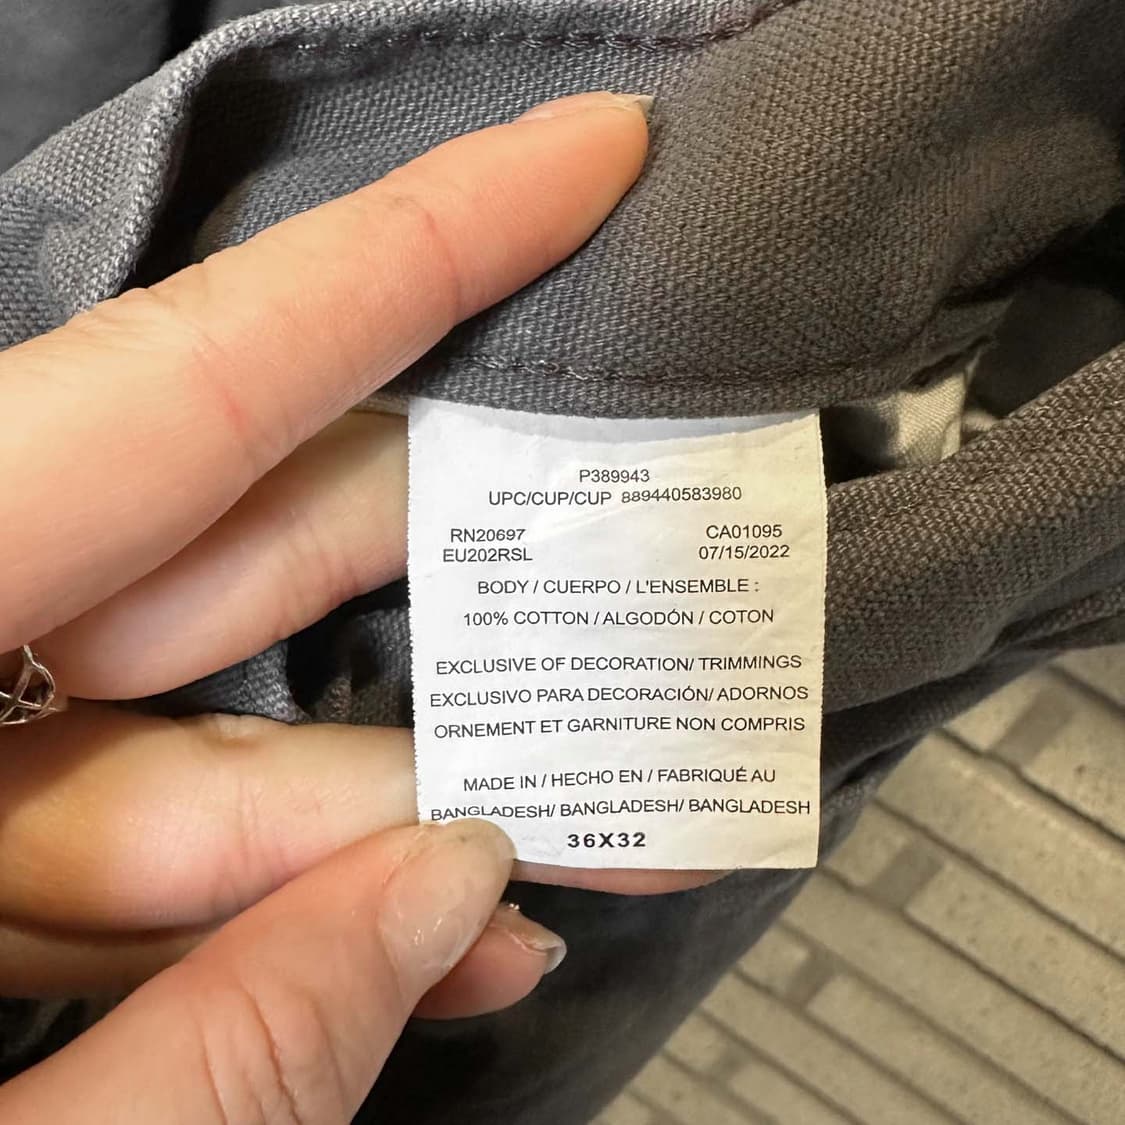 P389943
UPC/CUP/CUP 889440583980
RN20697 CA01095
EU202RSL 07/15/2022
BODY / CUERPO / L'ENSEMBLE :
100% COTTON / ALGODÓN / COTON
EXCLUSIVE OF DECORATION/ TRIMMINGS
EXCLUSIVO PARA DECORACIÓN/ ADORNOS
ORNEMENT ET GARNITURE NON COMPRIS
MADE IN / HECHO EN / FABRIQUÉ AU
BANGLADESH/ BANGLADESH/ BANGLADESH
36X32